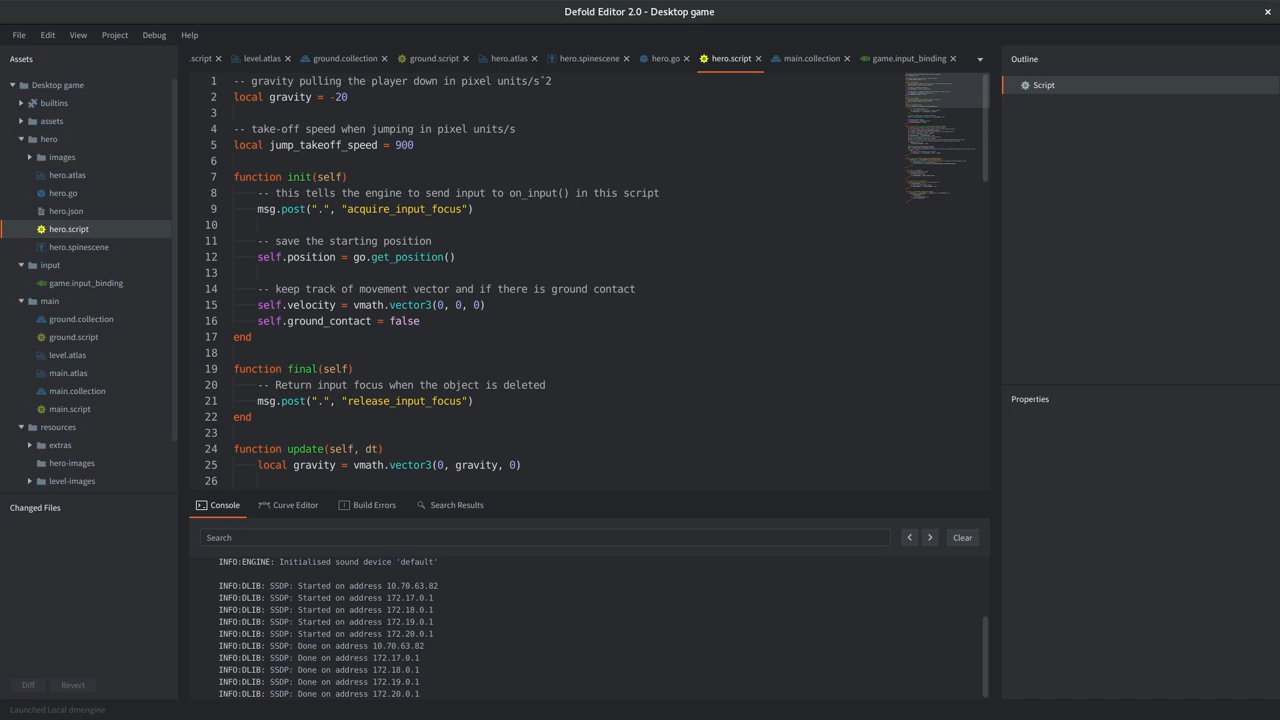 Defold Editor 2.0 - Desktop game
File Edit View Project Debug Help
Assets
Desktop game
builtins
assets
hero
images
hero.atlas
hero.go
hero.json
hero.script
hero.spinescene
input
game.input_binding
main
ground.collection
ground.script
level.atlas
main.atlas
main.collection
main.script
resources
extras
hero-images
level-images
Changed Files
Diff Revert
Launched Local dmengine
.script level.atlas ground.collection ground.script hero.atlas hero.spinescene hero.go hero.script main.collection game.input_binding
1 -- gravity pulling the player down in pixel units/s^2
2 local gravity = -20
3
4 -- take-off speed when jumping in pixel units/s
5 local jump_takeoff_speed = 900
6
7 function init(self)
8 -- this tells the engine to send input to on_input() in this script
9 msg.post(".", "acquire_input_focus")
10
11 -- save the starting position
12 self.position = go.get_position()
13
14 -- keep track of movement vector and if there is ground contact
15 self.velocity = vmath.vector3(0, 0, 0)
16 self.ground_contact = false
17 end
18
19 function final(self)
20 -- Return input focus when the object is deleted
21 msg.post(".", "release_input_focus")
22 end
23
24 function update(self, dt)
25 local gravity = vmath.vector3(0, gravity, 0)
26
Console Curve Editor Build Errors Search Results
Search Clear
INFO:ENGINE: Initialised sound device 'default'
INFO:DLIB: SSDP: Started on address 10.70.63.82
INFO:DLIB: SSDP: Started on address 172.17.0.1
INFO:DLIB: SSDP: Started on address 172.18.0.1
INFO:DLIB: SSDP: Started on address 172.19.0.1
INFO:DLIB: SSDP: Started on address 172.20.0.1
INFO:DLIB: SSDP: Done on address 10.70.63.82
INFO:DLIB: SSDP: Done on address 172.17.0.1
INFO:DLIB: SSDP: Done on address 172.18.0.1
INFO:DLIB: SSDP: Done on address 172.19.0.1
INFO:DLIB: SSDP: Done on address 172.20.0.1
Outline
Script
Properties